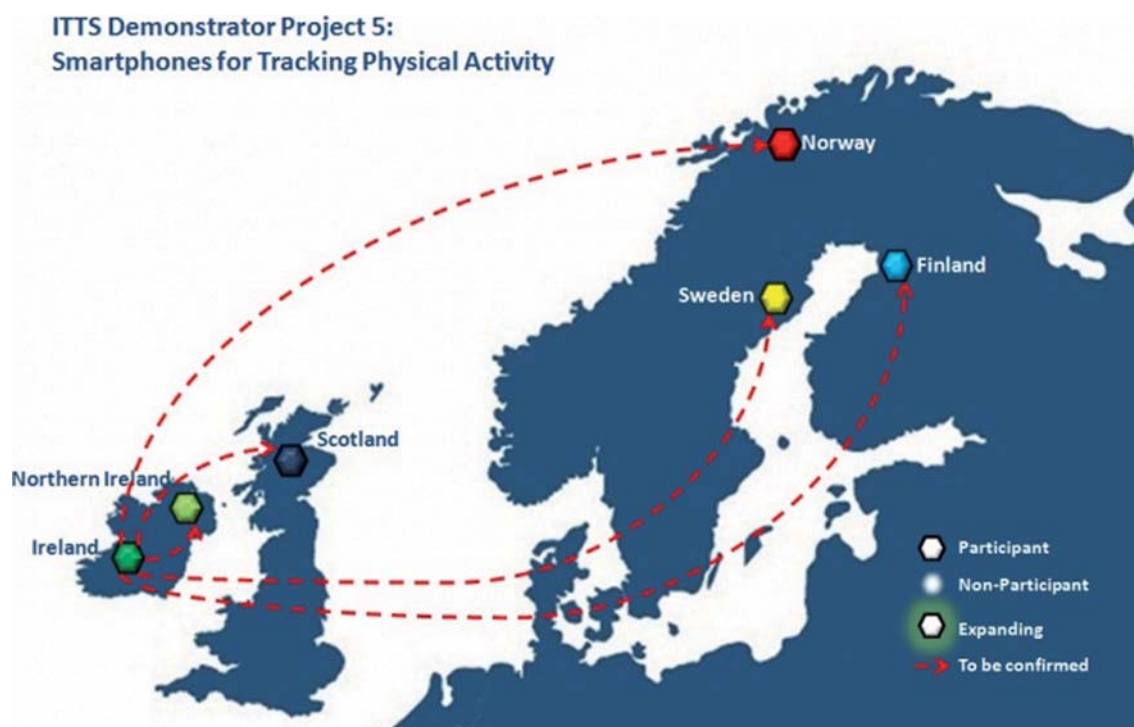 ITTS Demonstrator Project 5:
Smartphones for Tracking Physical Activity
Norway
Finland
Sweden
Scotland
Northern Ireland
Ireland
Participant
Non-Participant
Expanding
To be confirmed